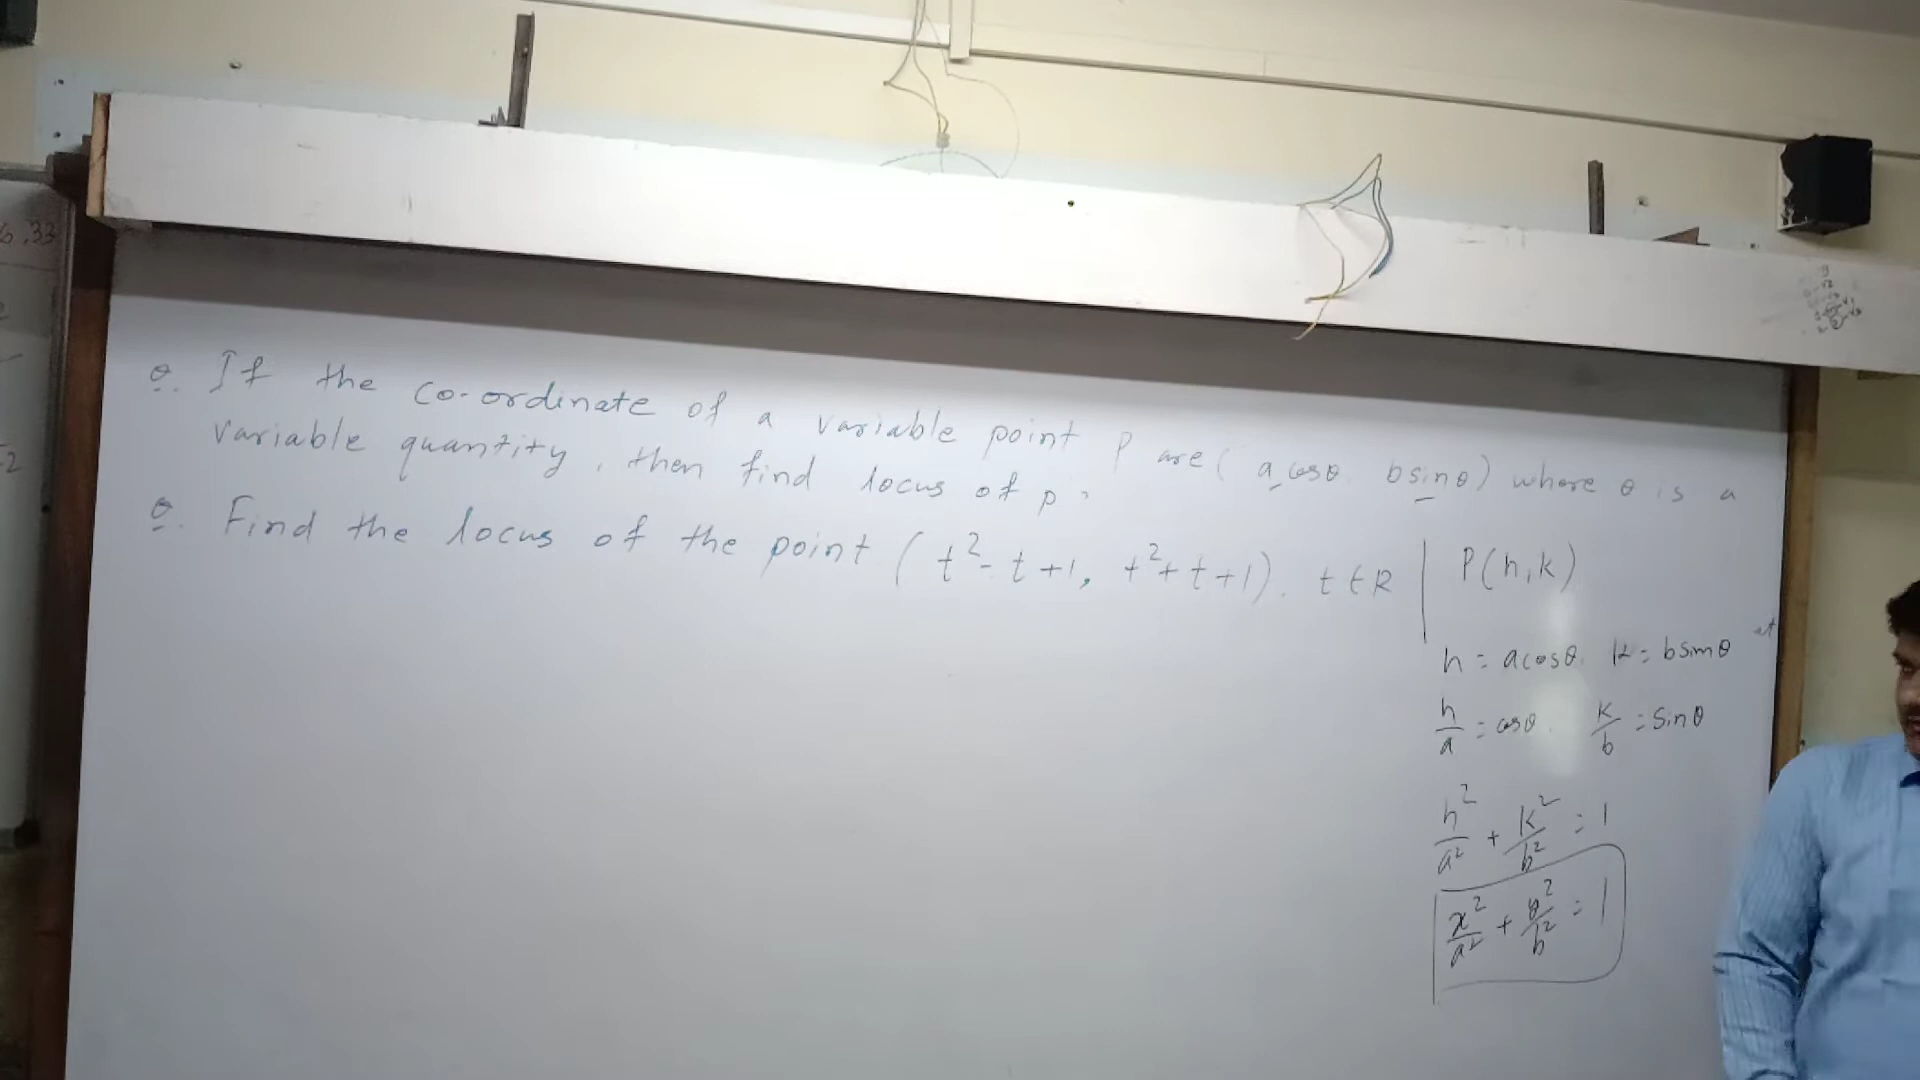 Q. If the co-ordinate of a variable point P are (a cosθ, b sinθ) where θ is a
variable quantity, then find locus of p?
Q. Find the locus of the point (t²-t+1, t²+t+1). t∈R
P(h,k)
h = acosθ. k = bsinθ
h/a = cosθ. k/b = sinθ
h²/a² + k²/b² = 1
x²/a² + y²/b² = 1